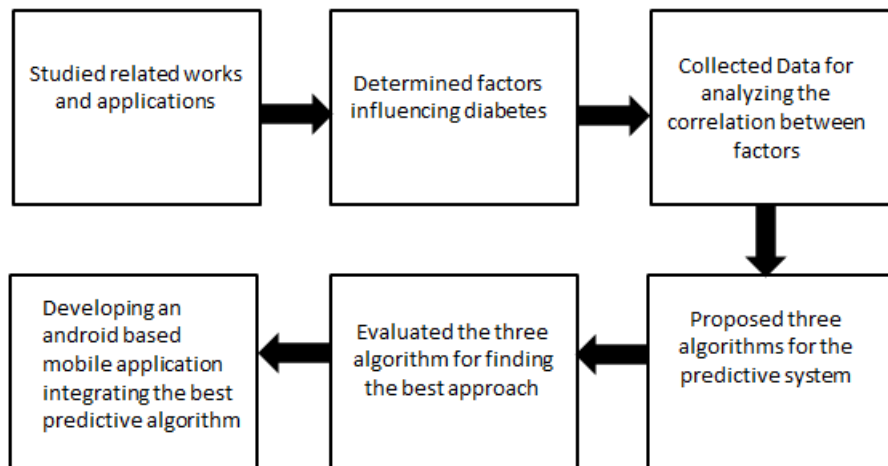 Studied related works
and applications
Determined factors
influencing diabetes
Collected Data for
analyzing the
correlation between
factors
Proposed three
algorithms for the
predictive system
Evaluated the three
algorithm for finding
the best approach
Developing an
android based
mobile application
integrating the best
predictive algorithm